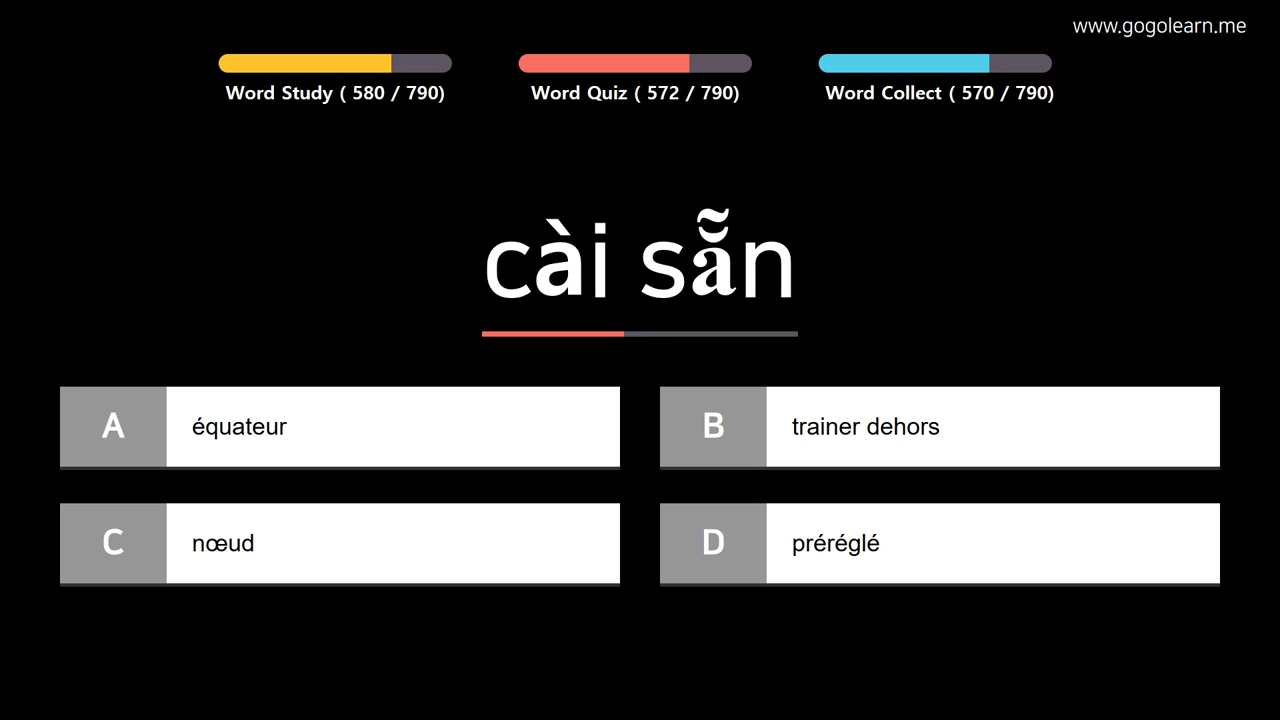 www.gogolearn.me
Word Study ( 580 / 790)
Word Quiz ( 572 / 790)
Word Collect ( 570 / 790)
cài sẵn
A équateur
B trainer dehors
C nœud
D préréglé